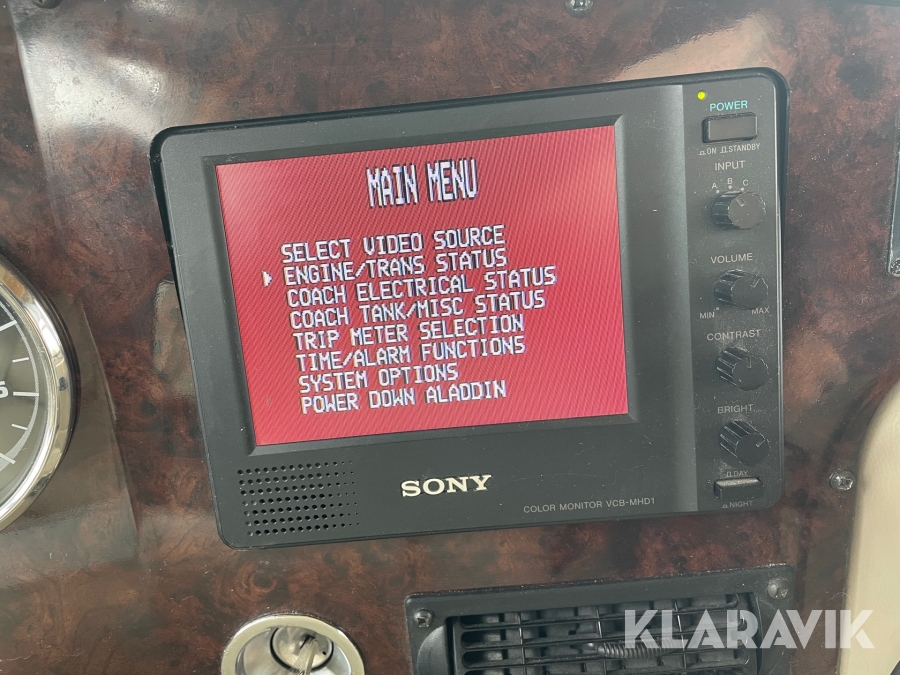 POWER
ON STANDBY
INPUT
A B C
MAIN MENU
SELECT VIDEO SOURCE
ENGINE/TRANS STATUS
COACH ELECTRICAL STATUS
COACH TANK/MISC STATUS
TRIP METER SELECTION
TIME/ALARM FUNCTIONS
SYSTEM OPTIONS
POWER DOWN ALADDIN
VOLUME
MIN MAX
CONTRAST
BRIGHT
DAY
NIGHT
SONY
COLOR MONITOR VCB-MHD1
KLARAVIK